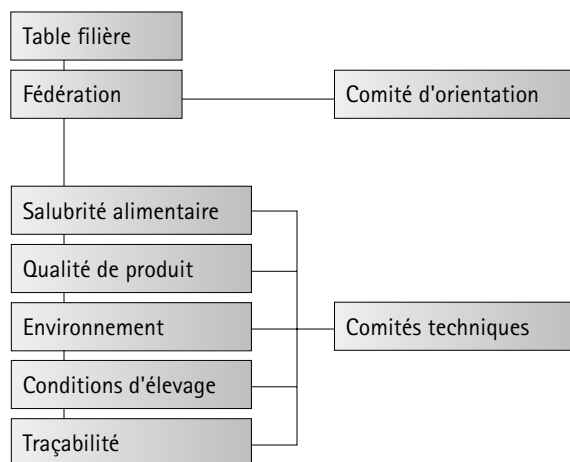 Table filière
Fédération
Comité d'orientation
Salubrité alimentaire
Qualité de produit
Environnement
Comités techniques
Conditions d'élevage
Traçabilité